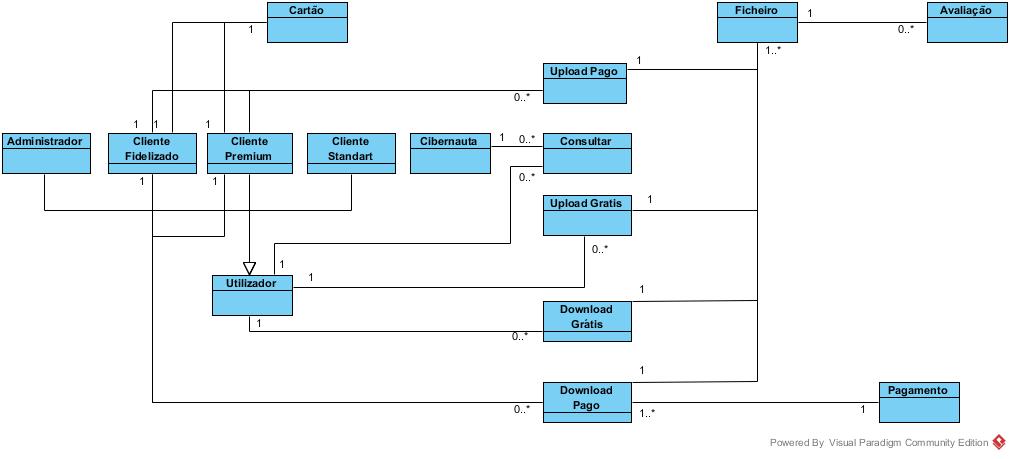 Cartão
1
Ficheiro
1
0..*
Avaliação
1..*
Upload Pago
1
0..*
1
1
1
Administrador
Cliente
Fidelizado
Cliente
Premium
Cliente
Standart
Cibernauta
1
0..*
Consultar
0..*
1
1
Upload Gratis
1
0..*
1
Utilizador
1
1
Download
Grátis
1
0..*
Download
Pago
1
0..*
1..*
1
Pagamento
Powered By Visual Paradigm Community Edition